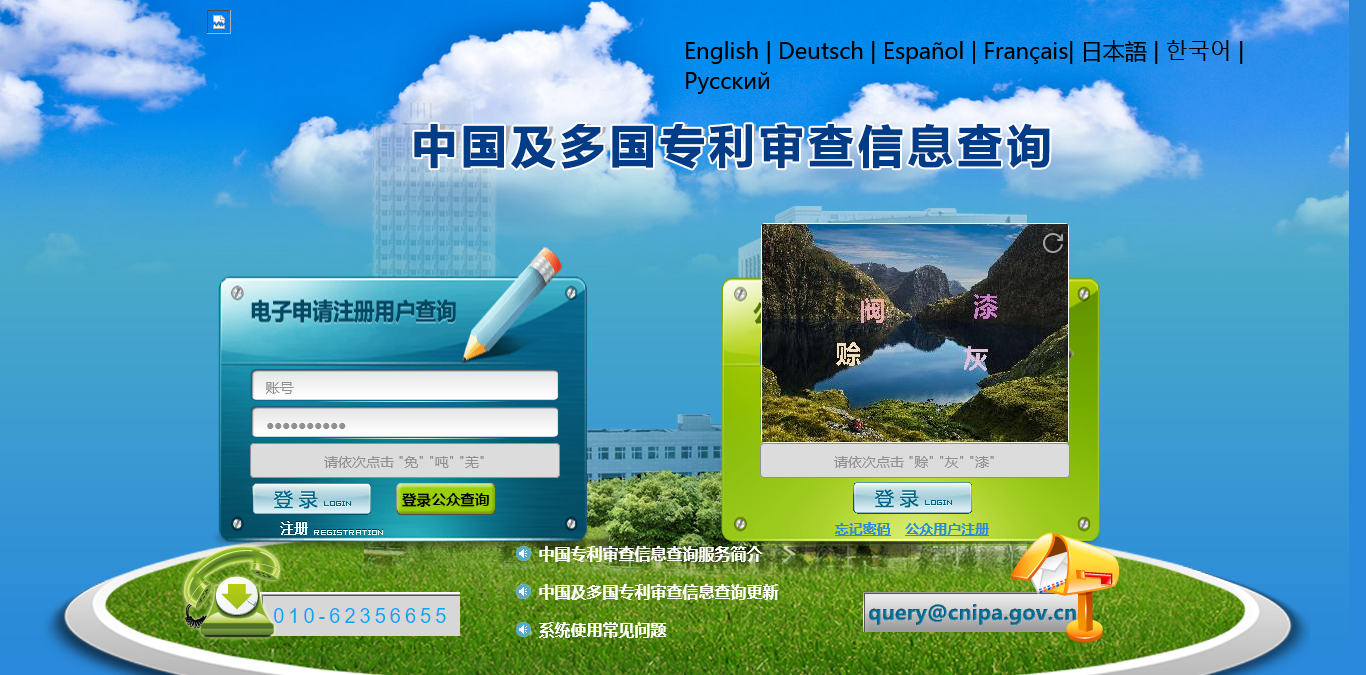 English | Deutsch | Español | Français| 日本語 | 한국어 |
Русский
中国及多国专利审查信息查询
电子申请注册用户查询
账号
••••••••••
请依次点击 "免" "吨" "羌"
登录 LOGIN
登录公众查询
注册 REGISTRATION
阀
漆
赊
灰
请依次点击 "赊" "灰" "漆"
登录 LOGIN
忘记密码 公众用户注册
中国专利审查信息查询服务简介
中国及多国专利审查信息查询更新
系统使用常见问题
010-62356655
query@cnipa.gov.cn